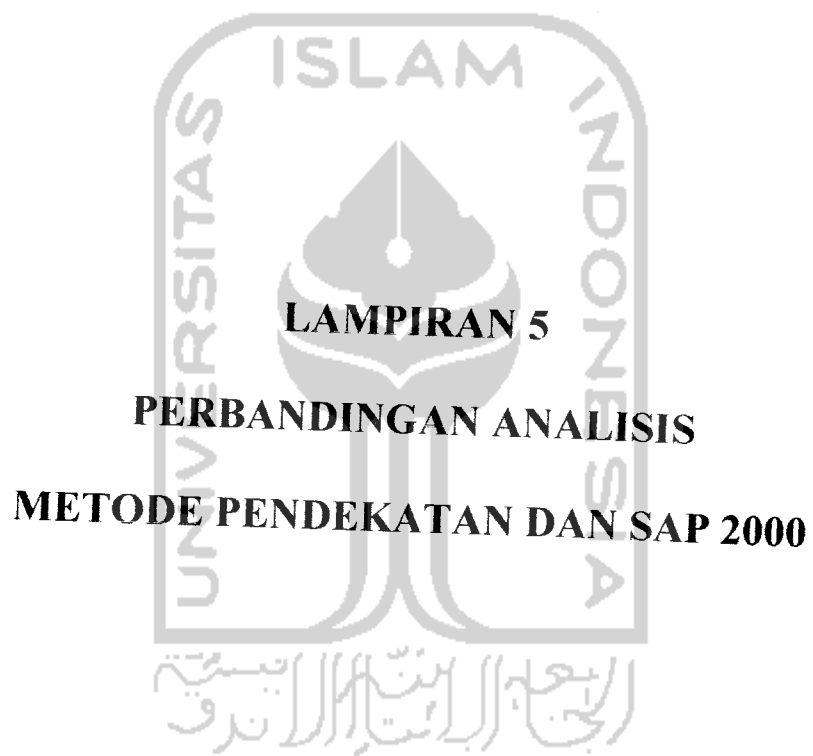 ISLAM
UNIVERSITAS
INDONESIA
LAMPIRAN 5
PERBANDINGAN ANALISIS
METODE PENDEKATAN DAN SAP 2000